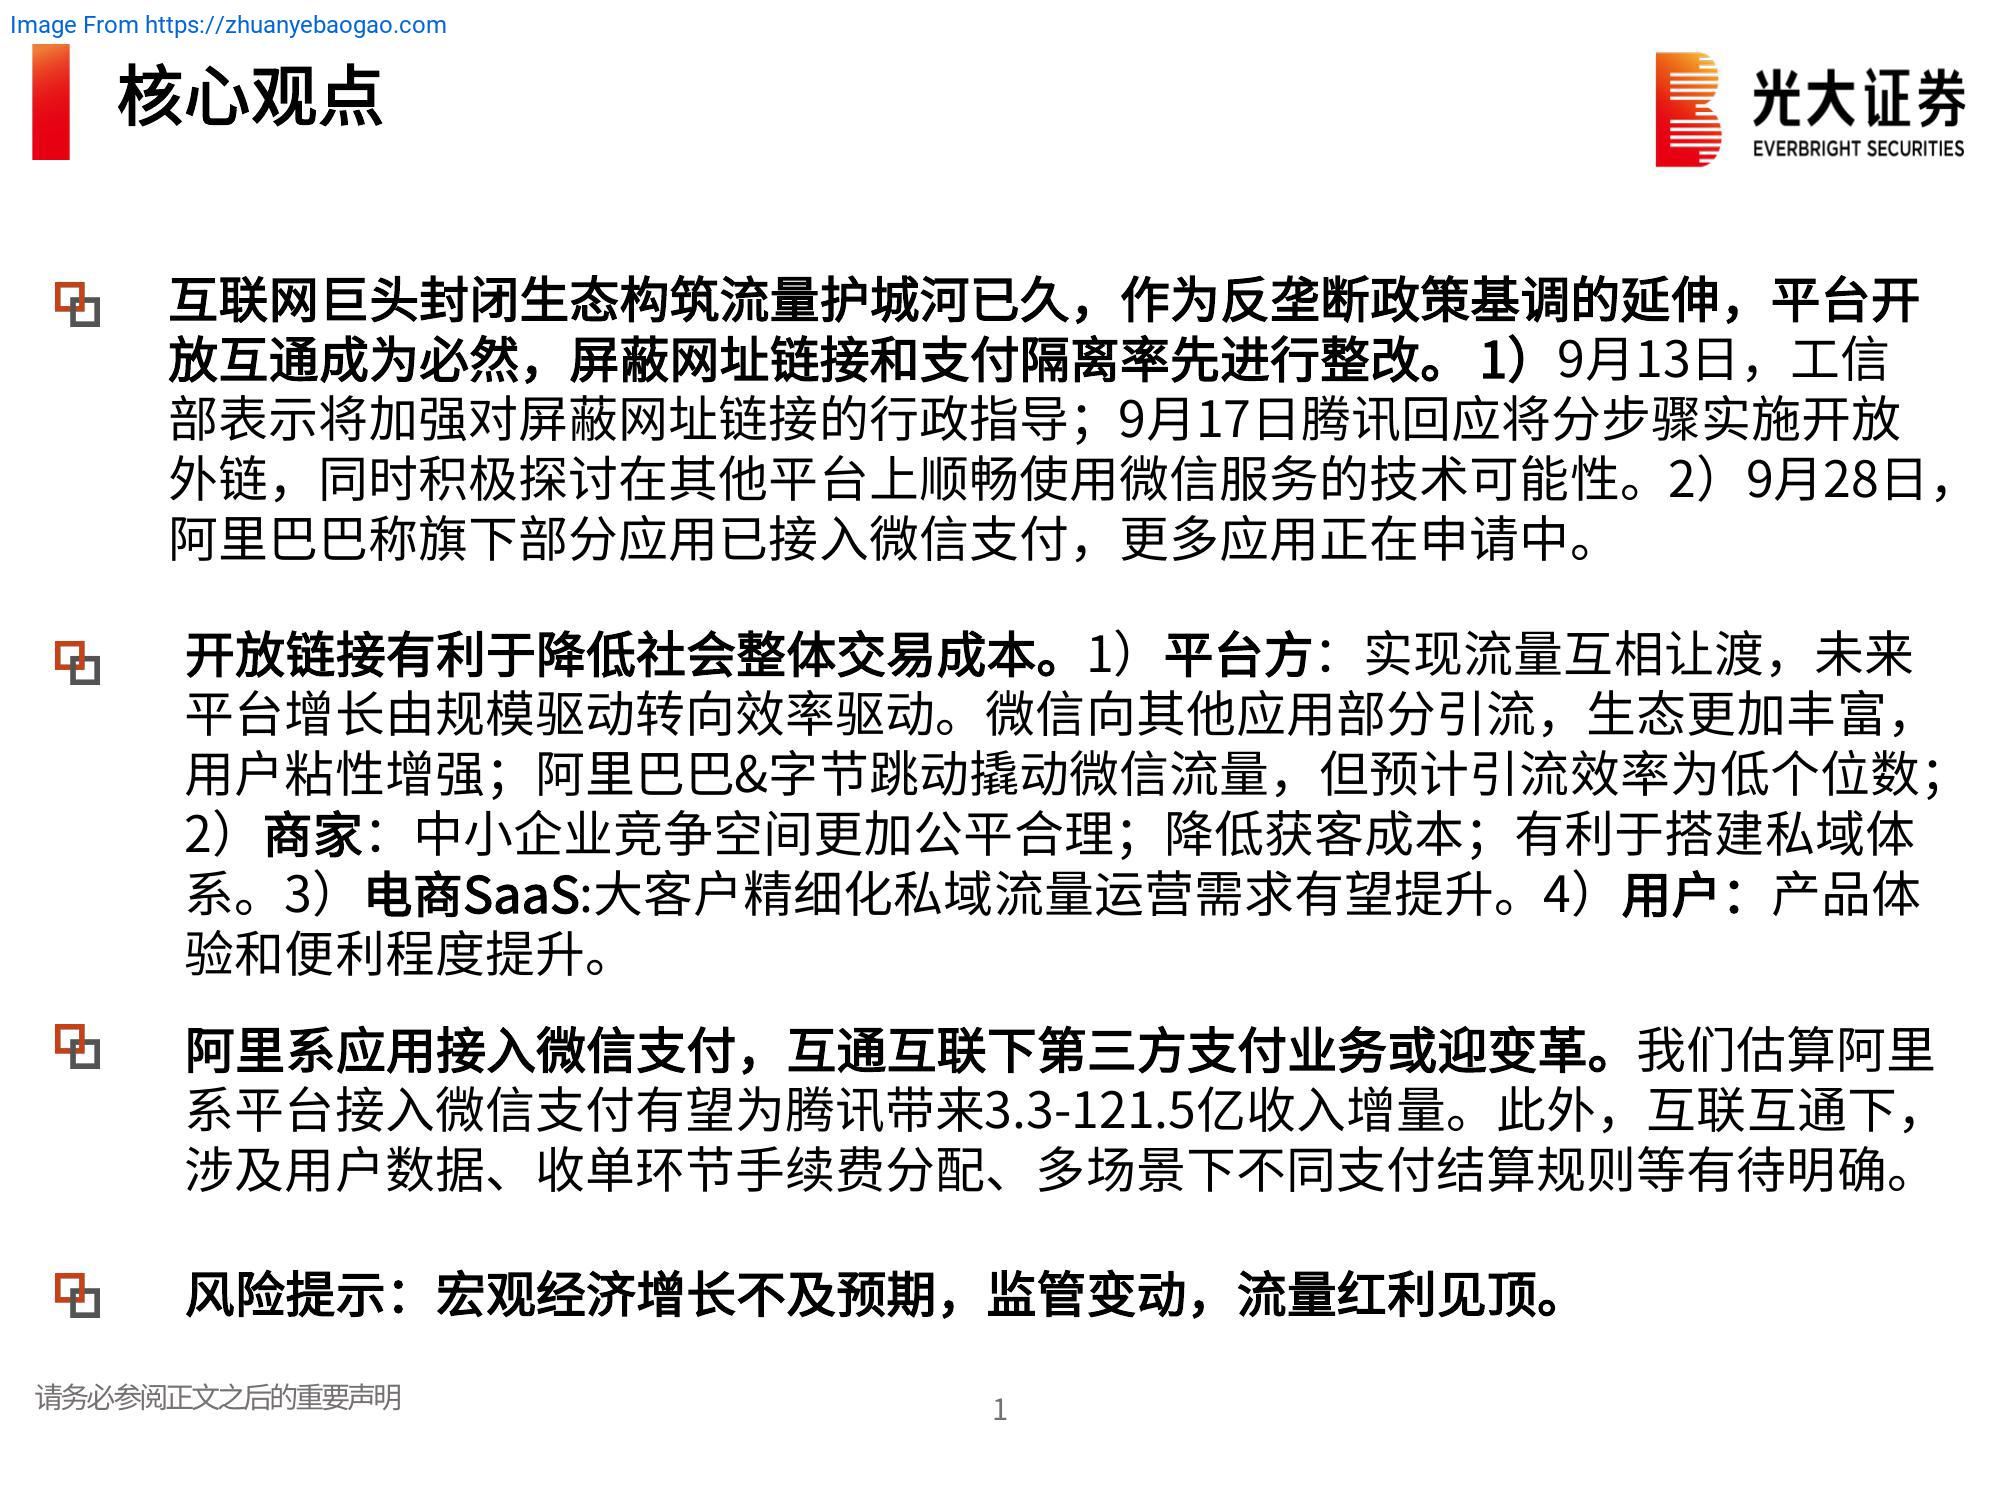 Image From https://zhuanyebaogao.com
核心观点
光大证券
EVERBRIGHT SECURITIES
互联网巨头封闭生态构筑流量护城河已久，作为反垄断政策基调的延伸，平台开
放互通成为必然，屏蔽网址链接和支付隔离率先进行整改。1）9月13日，工信
部表示将加强对屏蔽网址链接的行政指导；9月17日腾讯回应将分步骤实施开放
外链，同时积极探讨在其他平台上顺畅使用微信服务的技术可能性。2）9月28日，
阿里巴巴称旗下部分应用已接入微信支付，更多应用正在申请中。
开放链接有利于降低社会整体交易成本。1）平台方：实现流量互相让渡，未来
平台增长由规模驱动转向效率驱动。微信向其他应用部分引流，生态更加丰富，
用户粘性增强；阿里巴巴&字节跳动撬动微信流量，但预计引流效率为低个位数；
2）商家：中小企业竞争空间更加公平合理；降低获客成本；有利于搭建私域体
系。3）电商SaaS:大客户精细化私域流量运营需求有望提升。4）用户：产品体
验和便利程度提升。
阿里系应用接入微信支付，互通互联下第三方支付业务或迎变革。我们估算阿里
系平台接入微信支付有望为腾讯带来3.3-121.5亿收入增量。此外，互联互通下，
涉及用户数据、收单环节手续费分配、多场景下不同支付结算规则等有待明确。
风险提示：宏观经济增长不及预期，监管变动，流量红利见顶。
请务必参阅正文之后的重要声明
1